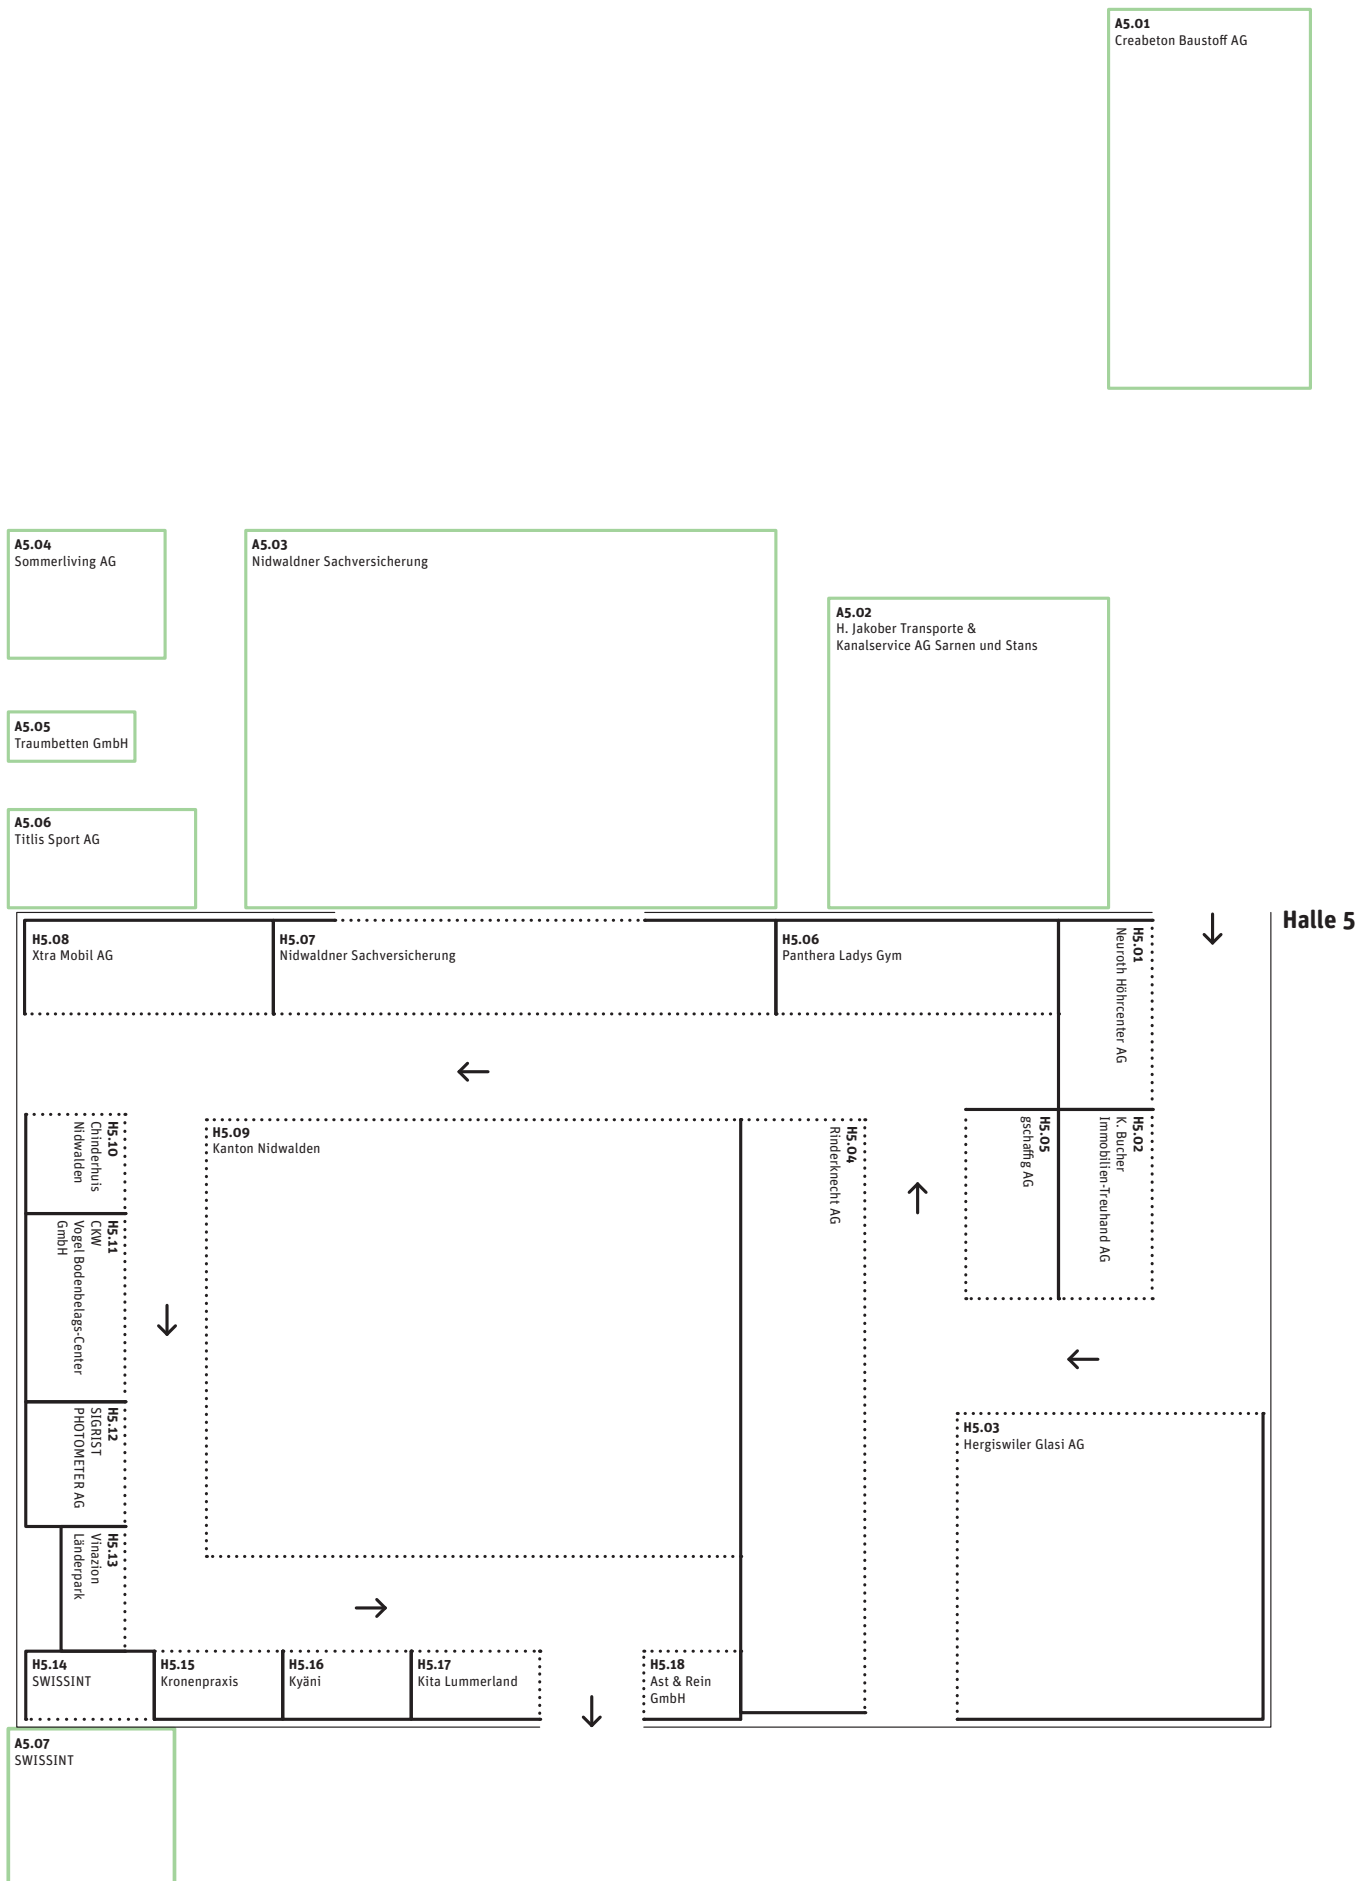 A5.01
Creabeton Baustoff AG
A5.04
Sommerliving AG
A5.03
Nidwaldner Sachversicherung
A5.02
H. Jakober Transporte &
Kanalservice AG Sarnen und Stans
A5.05
Traumbetten GmbH
A5.06
Titlis Sport AG
Halle 5
H5.08
Xtra Mobil AG
H5.07
Nidwaldner Sachversicherung
H5.06
Panthera Ladys Gym
H5.01
Neuroth Höhrcenter AG
H5.10
Chinderhuis
Nidwalden
H5.09
Kanton Nidwalden
H5.04
Rinderknecht AG
H5.05
gschaffig AG
H5.02
K. Bucher
Immobilien-Treuhand AG
H5.11
CKW
Vogel Bodenbelags-Center
GmbH
H5.12
SIGRIST
PHOTOMETER AG
H5.03
Hergiswiler Glasi AG
H5.13
Vinazion
Länderpark
H5.14
SWISSINT
H5.15
Kronenpraxis
H5.16
Kyäni
H5.17
Kita Lummerland
H5.18
Ast & Rein
GmbH
A5.07
SWISSINT